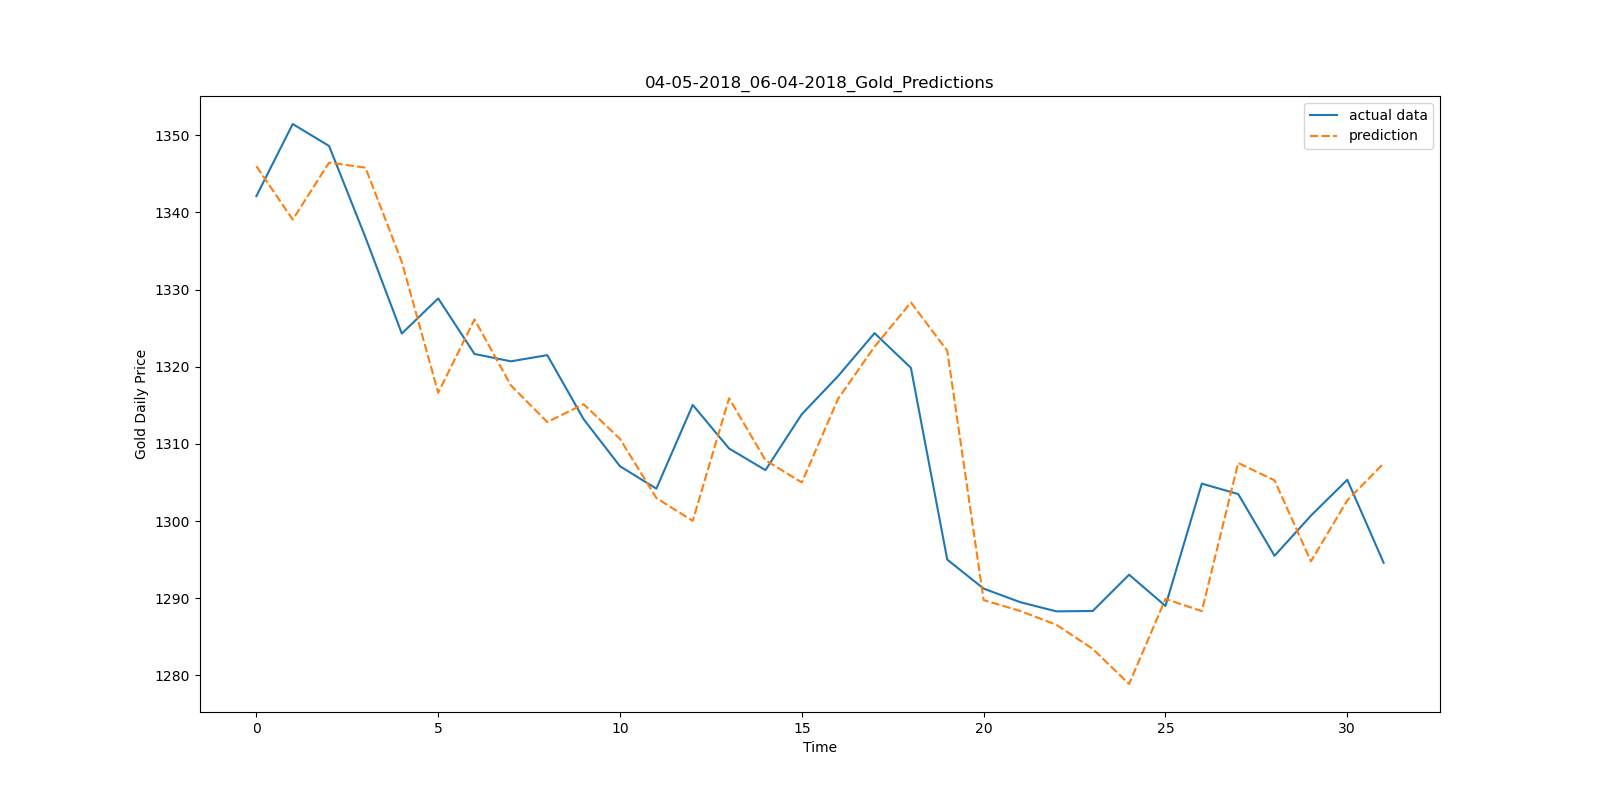 04-05-2018_06-04-2018_Gold_Predictions
actual data
prediction
Gold Daily Price
1350
1340
1330
1320
1310
1300
1290
1280
0 5 10 15 20 25 30
Time